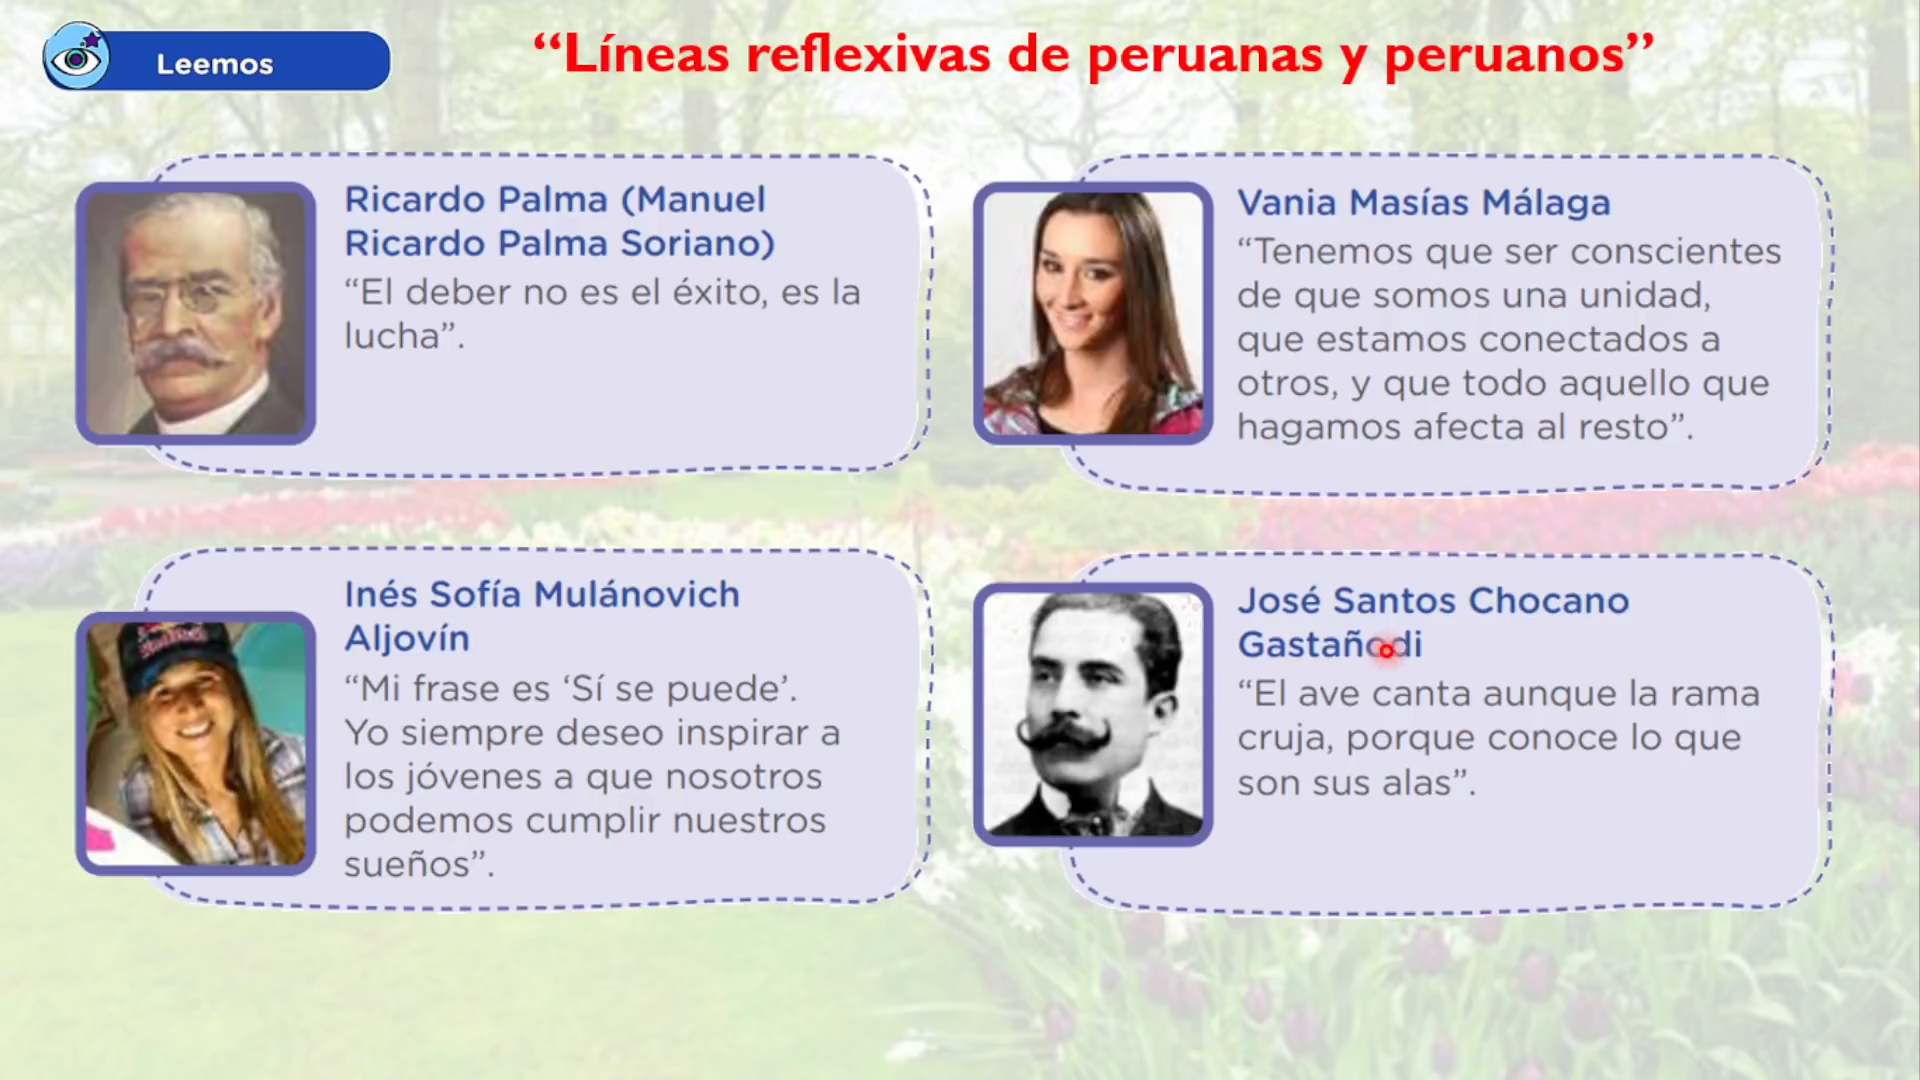 Leemos
“Líneas reflexivas de peruanas y peruanos”
Ricardo Palma (Manuel
Ricardo Palma Soriano)
“El deber no es el éxito, es la
lucha”.
Vania Masías Málaga
“Tenemos que ser conscientes
de que somos una unidad,
que estamos conectados a
otros, y que todo aquello que
hagamos afecta al resto”.
Inés Sofía Mulánovich
Aljovín
“Mi frase es ‘Sí se puede’.
Yo siempre deseo inspirar a
los jóvenes a que nosotros
podemos cumplir nuestros
sueños”.
José Santos Chocano
Gastañodi
“El ave canta aunque la rama
cruja, porque conoce lo que
son sus alas”.